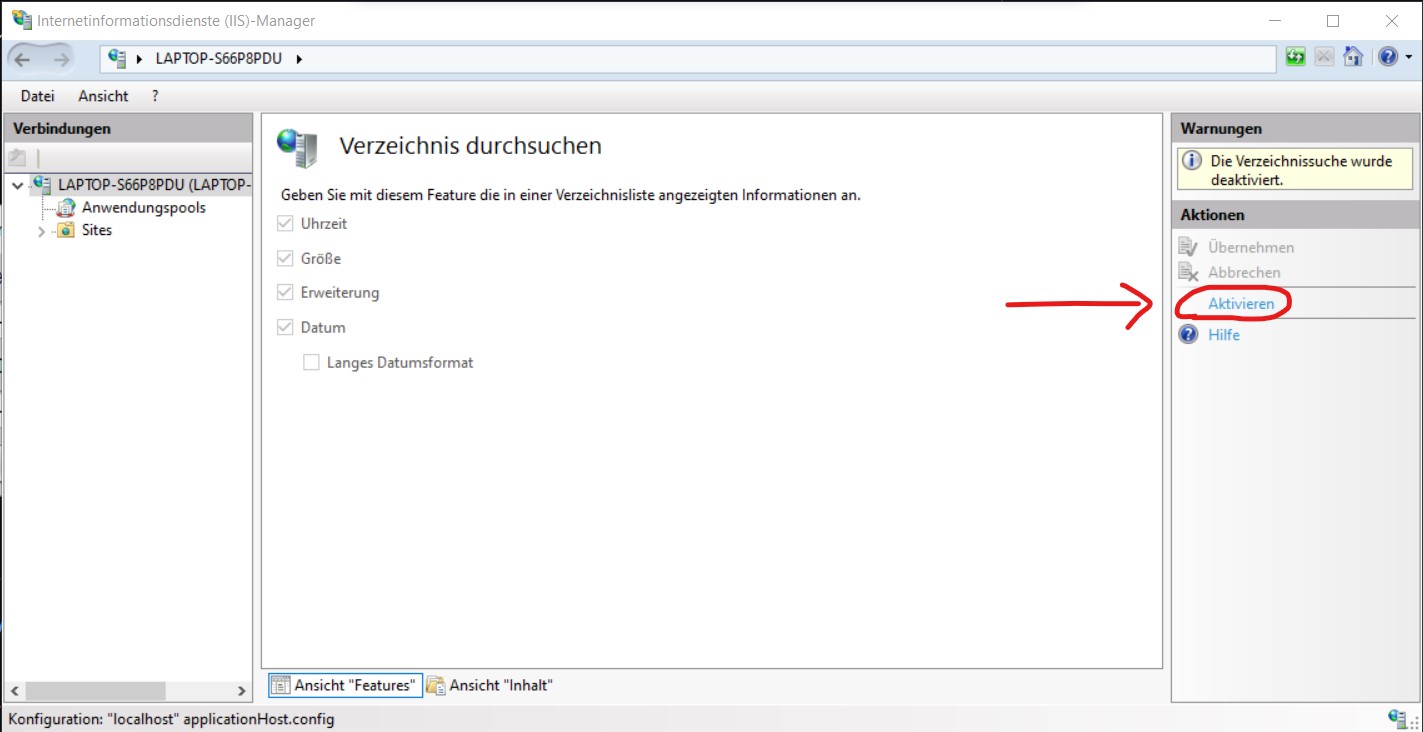 Internetinformationsdienste (IIS)-Manager
LAPTOP-S66P8PDU
Datei Ansicht ?
Verbindungen
LAPTOP-S66P8PDU (LAPTOP-
Anwendungspools
Sites
Verzeichnis durchsuchen
Geben Sie mit diesem Feature die in einer Verzeichnisliste angezeigten Informationen an.
Uhrzeit
Größe
Erweiterung
Datum
Langes Datumsformat
Ansicht "Features" Ansicht "Inhalt"
Warnungen
Die Verzeichnissuche wurde
deaktiviert.
Aktionen
Übernehmen
Abbrechen
Aktivieren
Hilfe
Konfiguration: "localhost" applicationHost.config